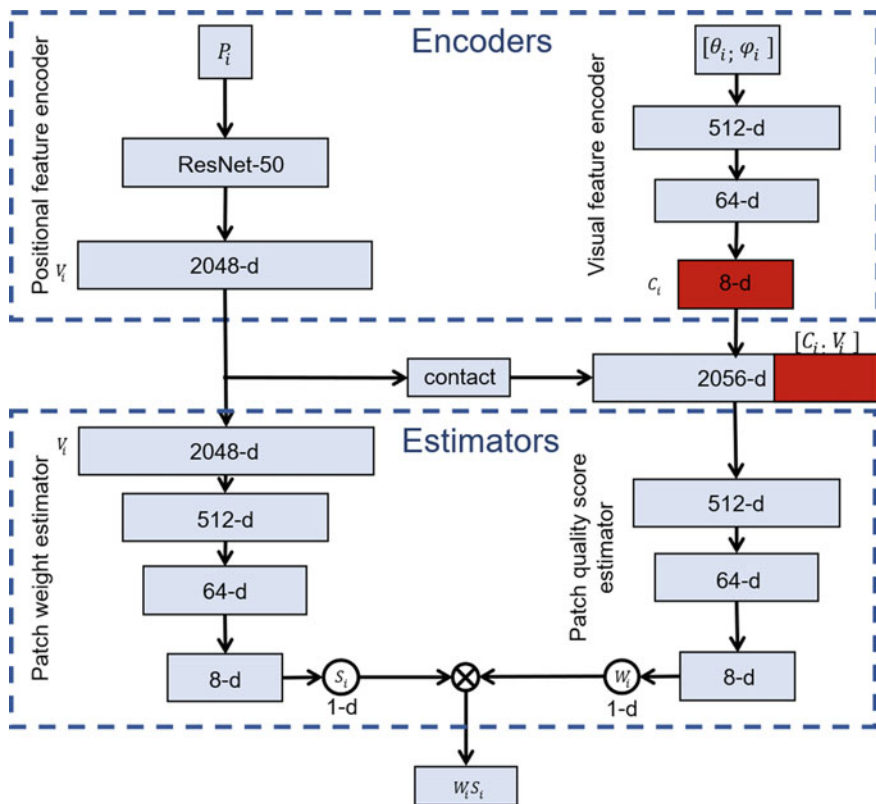 Encoders
Positional feature encoder
P_i
ResNet-50
2048-d
V_i
Visual feature encoder
[θ_i; φ_i ]
512-d
64-d
8-d
C_i
[C_i; V_i ]
contact
2056-d
Estimators
Patch weight estimator
V_i
2048-d
512-d
64-d
8-d
S_i
1-d
Patch quality score
estimator
512-d
64-d
8-d
W_i
1-d
W_iS_i